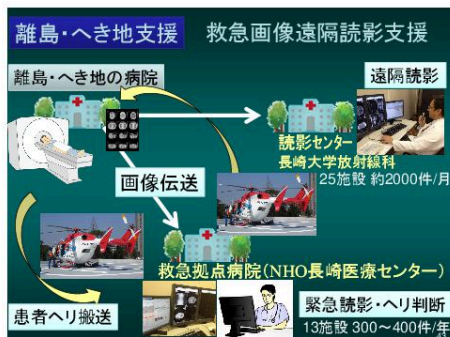 離島・へき地支援 救急画像遠隔読影支援
離島・へき地の病院
遠隔読影
読影センター
長崎大学放射線科
25施設 約2000件/月
画像伝送
救急拠点病院(NHO長崎医療センター)
患者ヘリ搬送
緊急読影・ヘリ判断
13施設 300~400件/年